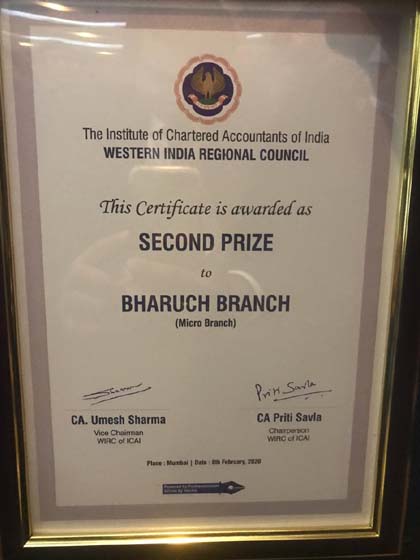 The Institute of Chartered Accountants of India
WESTERN INDIA REGIONAL COUNCIL
This Certificate is awarded as
SECOND PRIZE
to
BHARUCH BRANCH
(Micro Branch)
Priti Savla
CA. Umesh Sharma
Vice Chairman
WIRC of ICAI
CA Priti Savla
Chairperson
WIRC of ICAI
Place : Mumbai | Date : 8th February, 2020